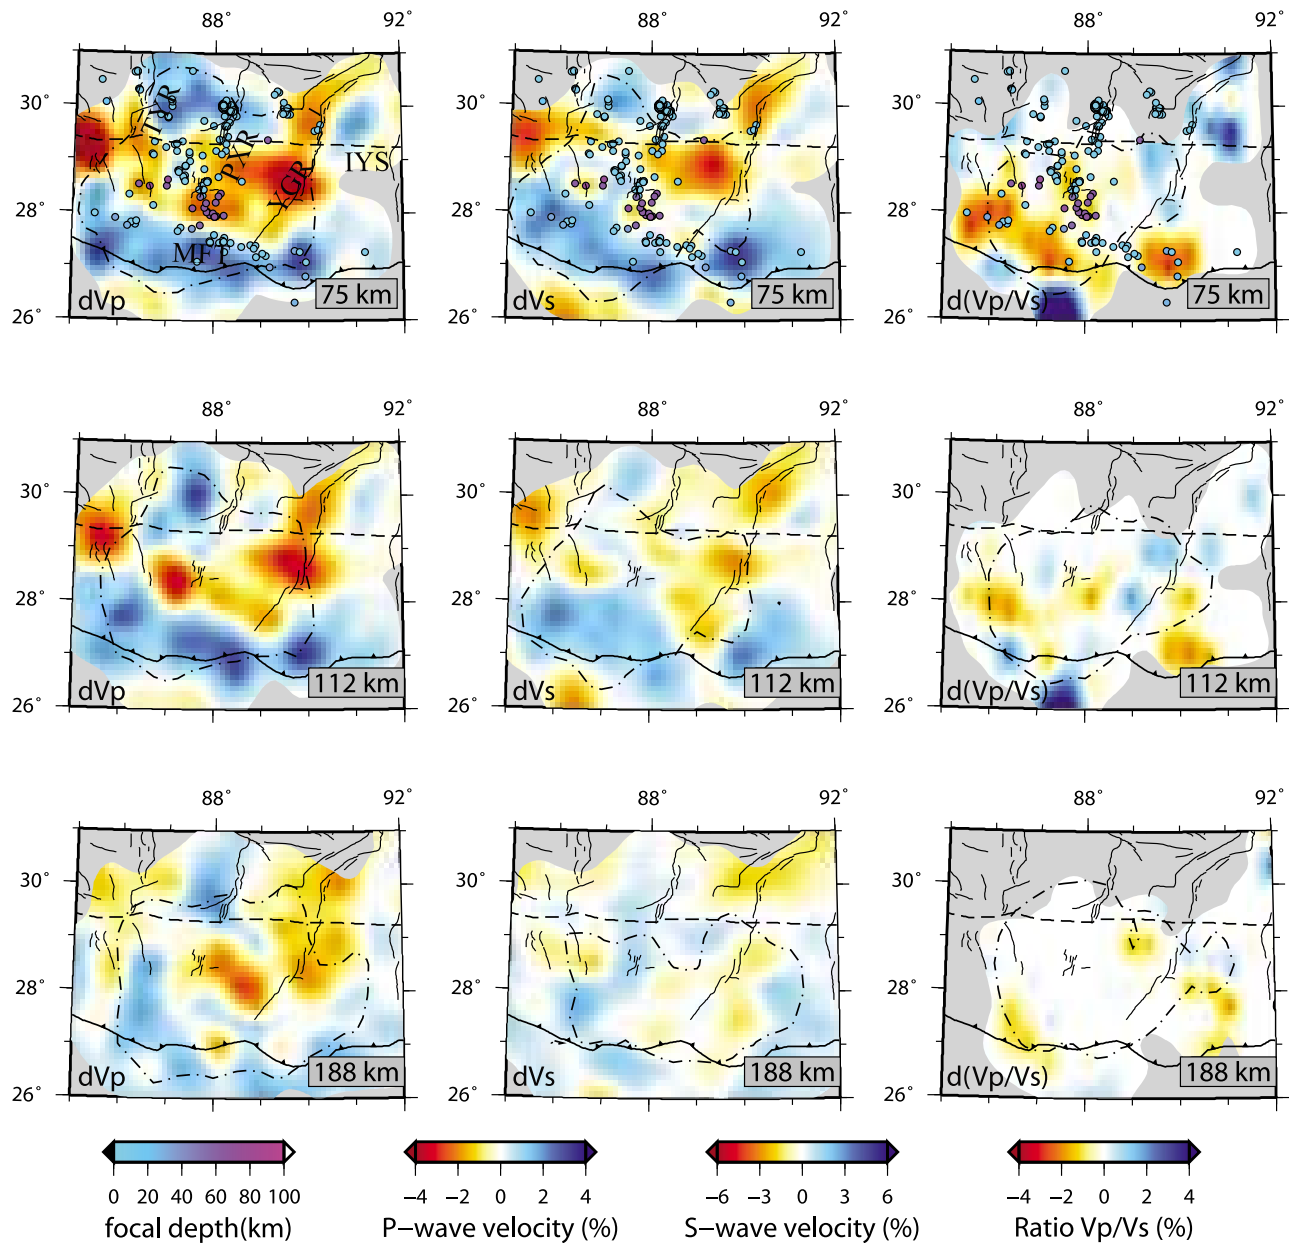 88° 92° 88° 92° 88° 92°
30°
28°
26°
TYR
PXR
YGR
IYS
MFT
dVp 75 km
30°
28°
26°
dVs 75 km
30°
28°
26°
d(Vp/Vs) 75 km
88° 92° 88° 92° 88° 92°
30°
28°
26°
dVp 112 km
30°
28°
26°
dVs 112 km
30°
28°
26°
d(Vp/Vs) 112 km
88° 92° 88° 92° 88° 92°
30°
28°
26°
dVp 188 km
30°
28°
26°
dVs 188 km
30°
28°
26°
d(Vp/Vs) 188 km
0 20 40 60 80 100
focal depth(km)
−4 −2 0 2 4
P−wave velocity (%)
−6 −3 0 3 6
S−wave velocity (%)
−4 −2 0 2 4
Ratio Vp/Vs (%)